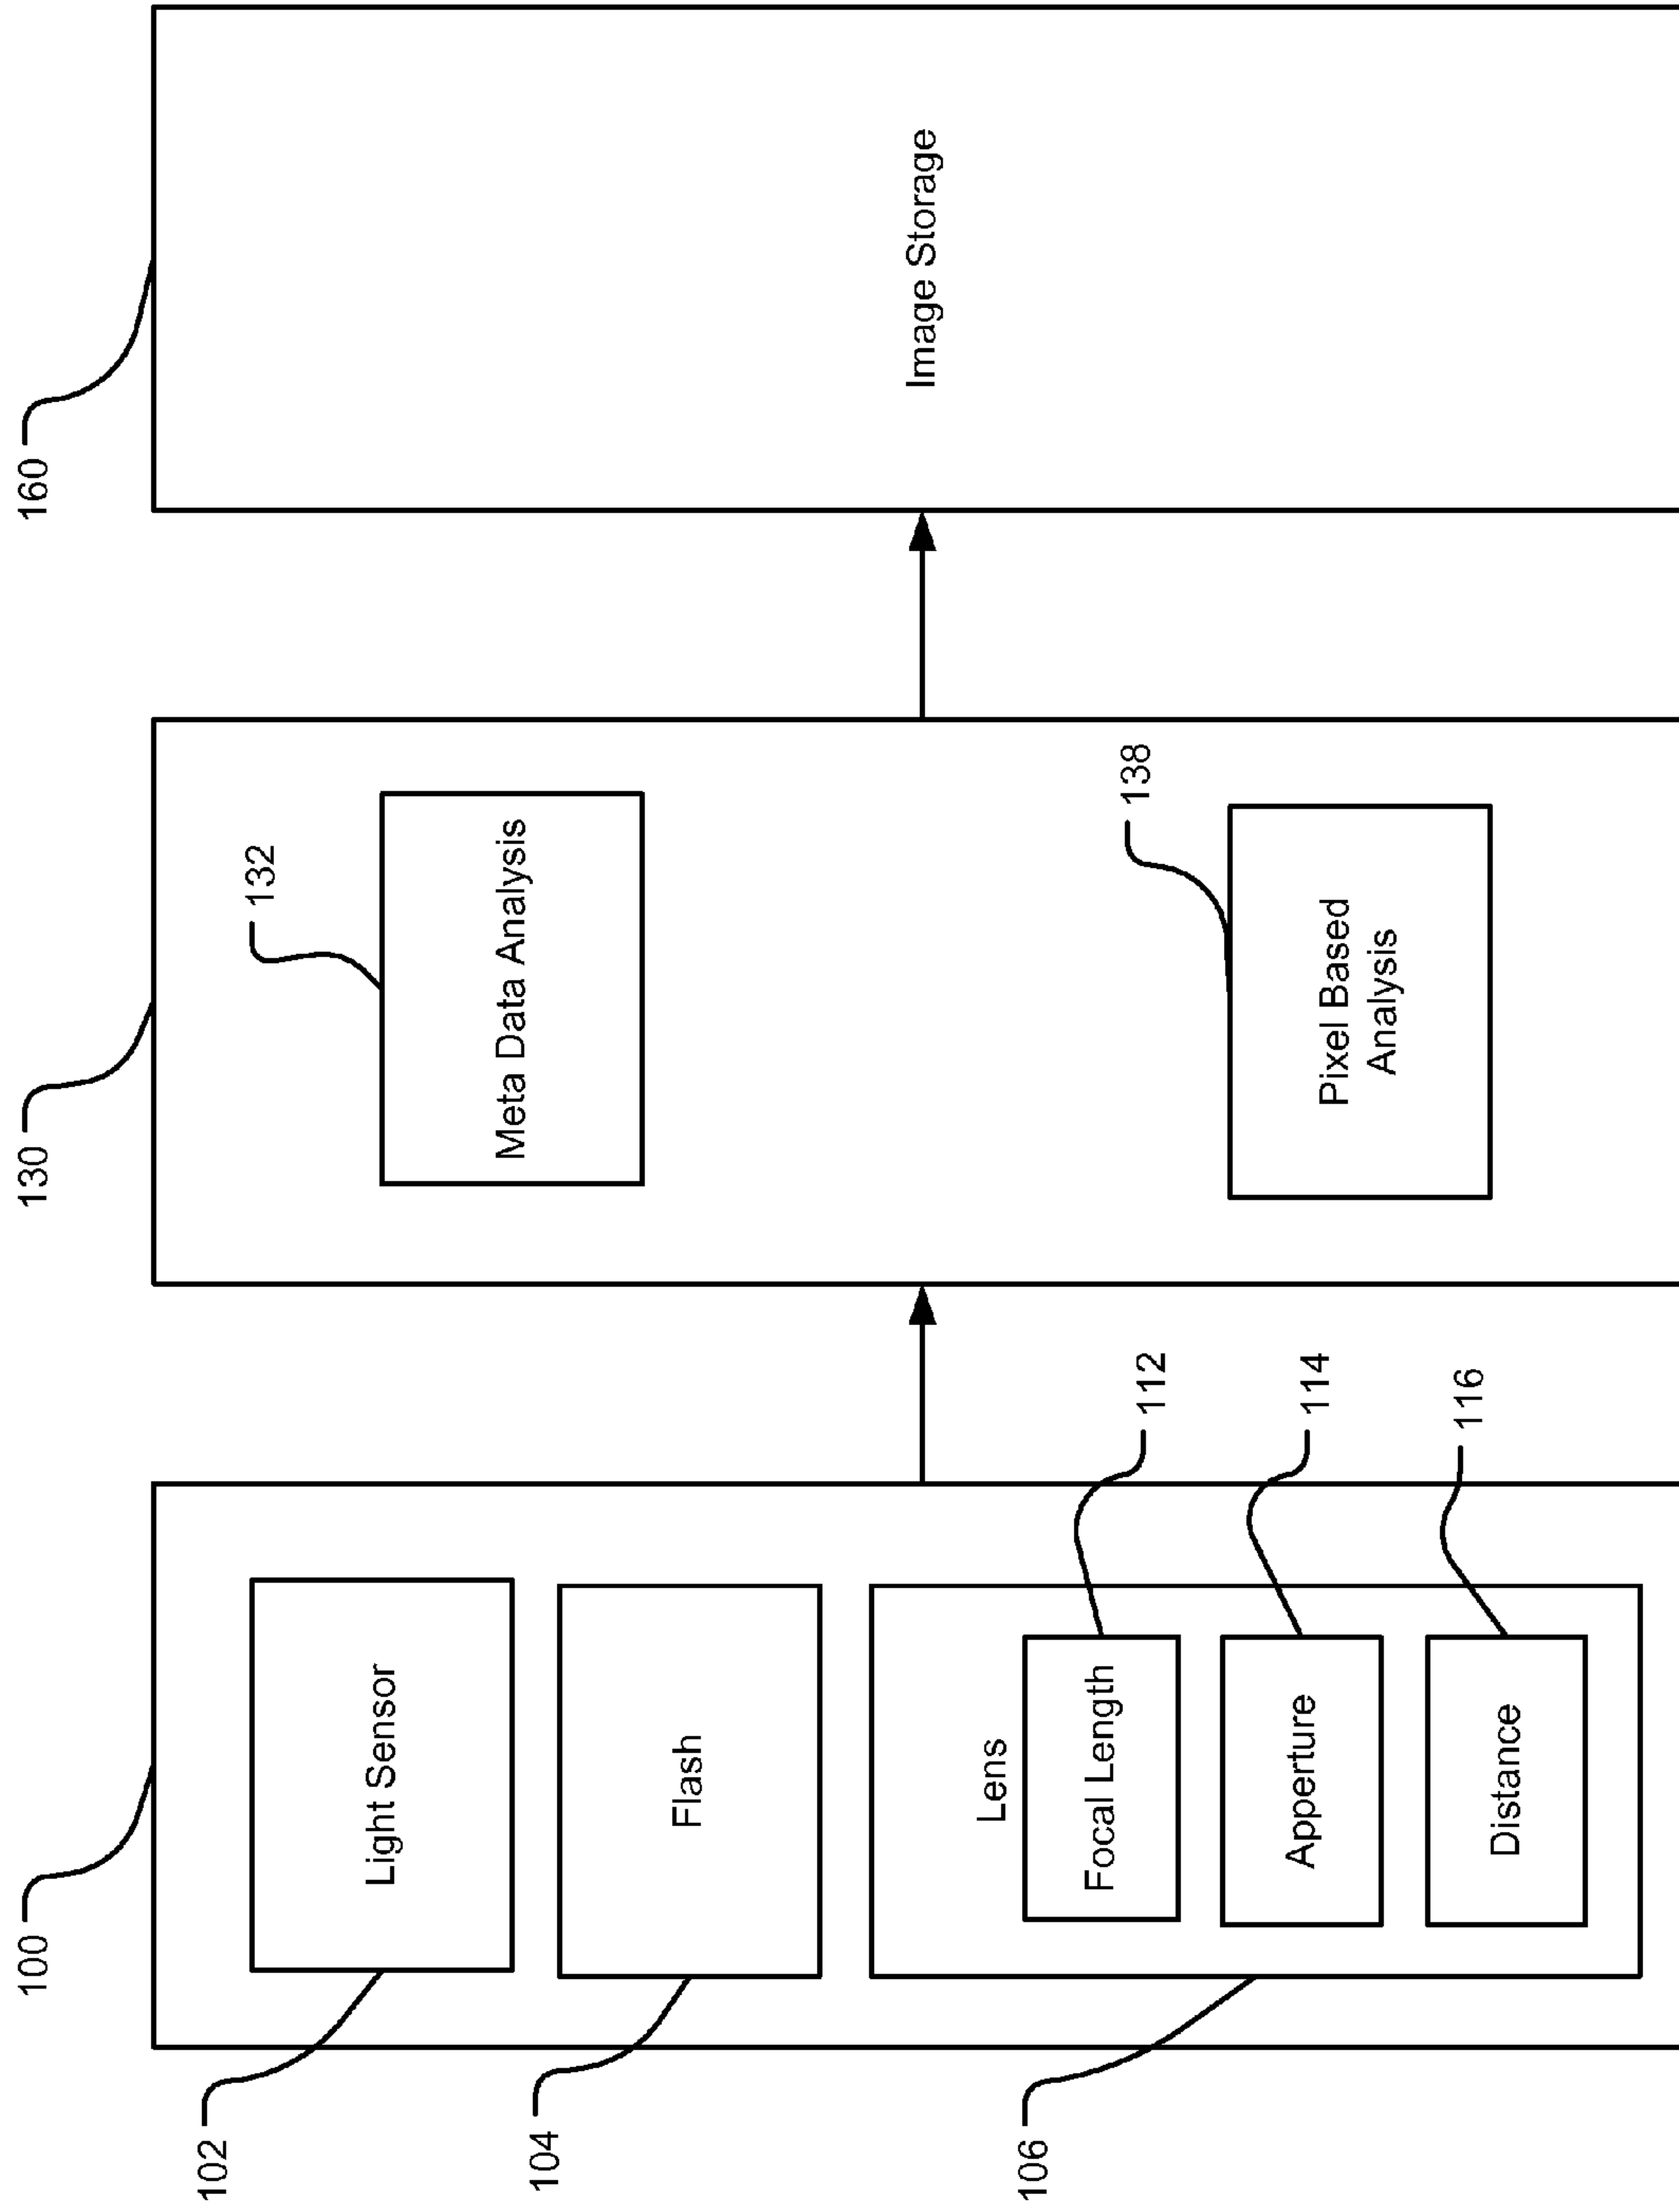 100
130
160
102
Light Sensor
104
Flash
106
Lens
Focal Length
112
Apperture
114
Distance
116
132
Meta Data Analysis
138
Pixel Based
Analysis
Image Storage